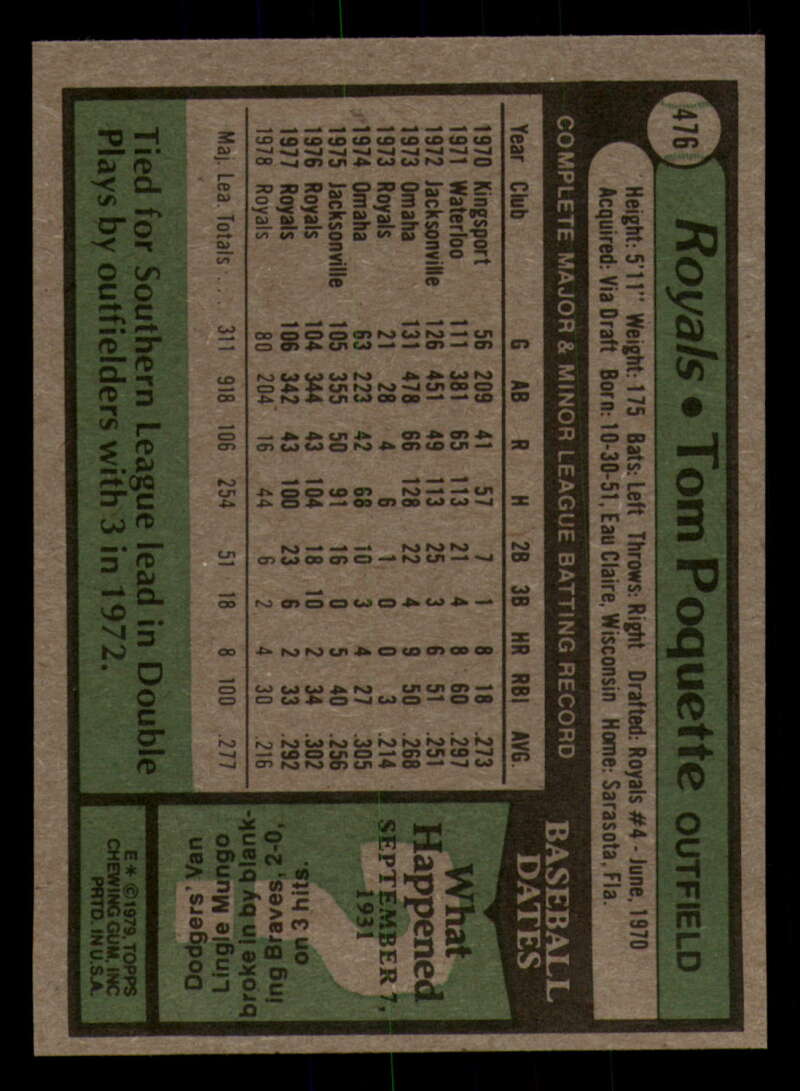 476
Royals • Tom Poquette OUTFIELD
Height: 5'11" Weight: 175 Bats: Left Throws: Right Drafted: Royals #4 - June, 1970
Acquired: Via Draft Born: 10-30-51, Eau Claire, Wisconsin Home: Sarasota, Fla.
COMPLETE MAJOR & MINOR LEAGUE BATTING RECORD
Year Club G AB R H 2B 3B HR RBI AVG.
1970 Kingsport 56 209 41 57 7 1 8 18 .273
1971 Waterloo 111 381 65 113 21 4 8 60 .297
1972 Jacksonville 126 451 49 113 25 3 6 51 .251
1973 Omaha 131 478 66 128 22 4 9 50 .268
1973 Royals 21 28 4 6 1 0 0 3 .214
1974 Omaha 63 223 42 68 10 3 4 27 .305
1975 Jacksonville 105 355 50 91 16 0 5 40 .256
1976 Royals 104 344 43 104 18 10 2 34 .302
1977 Royals 106 342 43 100 23 6 2 33 .292
1978 Royals 80 204 16 44 6 2 4 30 .216
Maj. Lea. Totals . . . 311 918 106 254 51 18 8 100 .277
Tied for Southern League lead in Double
Plays by outfielders with 3 in 1972.
BASEBALL
DATES
What
Happened
SEPTEMBER 7,
1931
Dodgers' Van
Lingle Mungo
broke in by blank-
ing Braves, 2-0,
on 3 hits.
E * © 1979, TOPPS
CHEWING GUM, INC
PRTD. IN U.S.A.